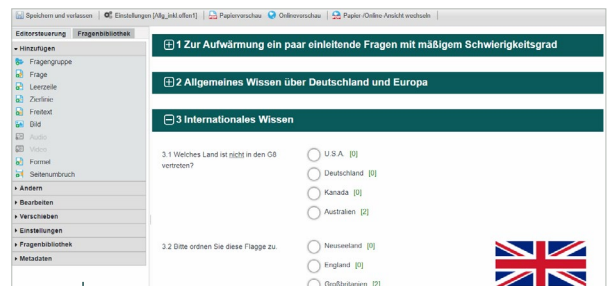 Speichern und verlassen | Einstellungen [Allg_inkl offen1] | Papiervorschau Onlinevorschau | Papier-/Online-Ansicht wechseln |
Editorsteuerung Fragenbibliothek
Hinzufügen
Fragengruppe
Frage
Leerzeile
Zierlinie
Freitext
Bild
Audio
Video
Formel
Seitenumbruch
Ändern
Bearbeiten
Verschieben
Einstellungen
Fragenbibliothek
Metadaten
1 Zur Aufwärmung ein paar einleitende Fragen mit mäßigem Schwierigkeitsgrad
2 Allgemeines Wissen über Deutschland und Europa
3 Internationales Wissen
3.1 Welches Land ist nicht in den G8
vertreten?
U.S.A. [0]
Deutschland [0]
Kanada [0]
Australien [2]
3.2 Bitte ordnen Sie diese Flagge zu.
Neuseeland [0]
England [0]
Großbritanien [2]